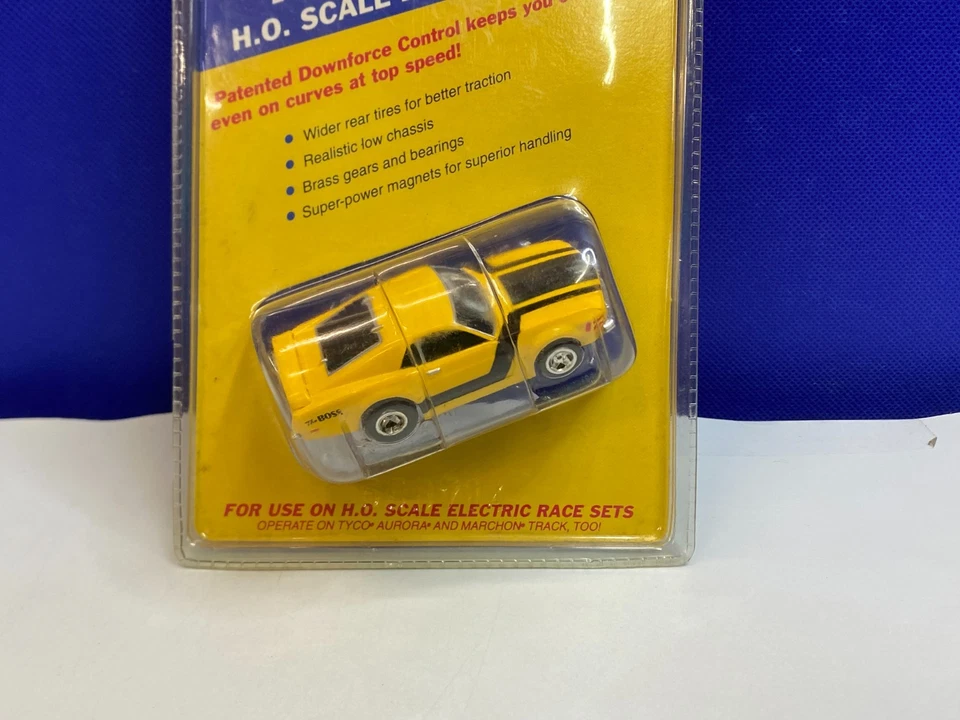 H.O. SCALE
Patented Downforce Control keeps you
even on curves at top speed!
• Wider rear tires for better traction
• Realistic low chassis
• Brass gears and bearings
• Super-power magnets for superior handling
The BOSS
FOR USE ON H.O. SCALE ELECTRIC RACE SETS
OPERATE ON TYCO® AURORA® AND MARCHON® TRACK, TOO!